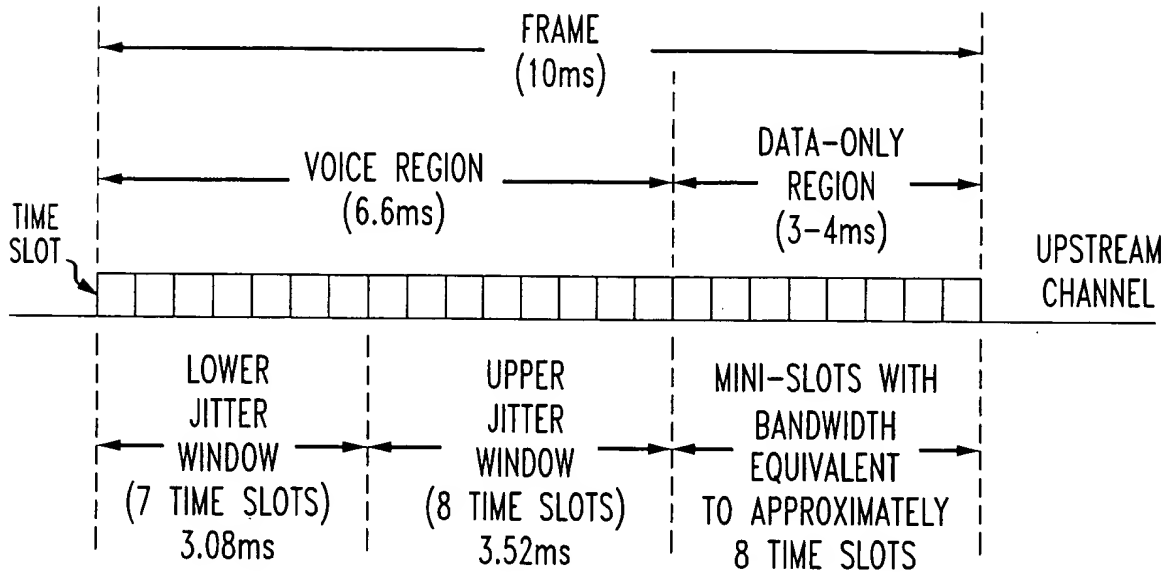 FRAME
(10ms)
VOICE REGION
(6.6ms)
DATA-ONLY
REGION
(3-4ms)
TIME
SLOT
UPSTREAM
CHANNEL
LOWER
JITTER
WINDOW
(7 TIME SLOTS)
3.08ms
UPPER
JITTER
WINDOW
(8 TIME SLOTS)
3.52ms
MINI-SLOTS WITH
BANDWIDTH
EQUIVALENT
TO APPROXIMATELY
8 TIME SLOTS